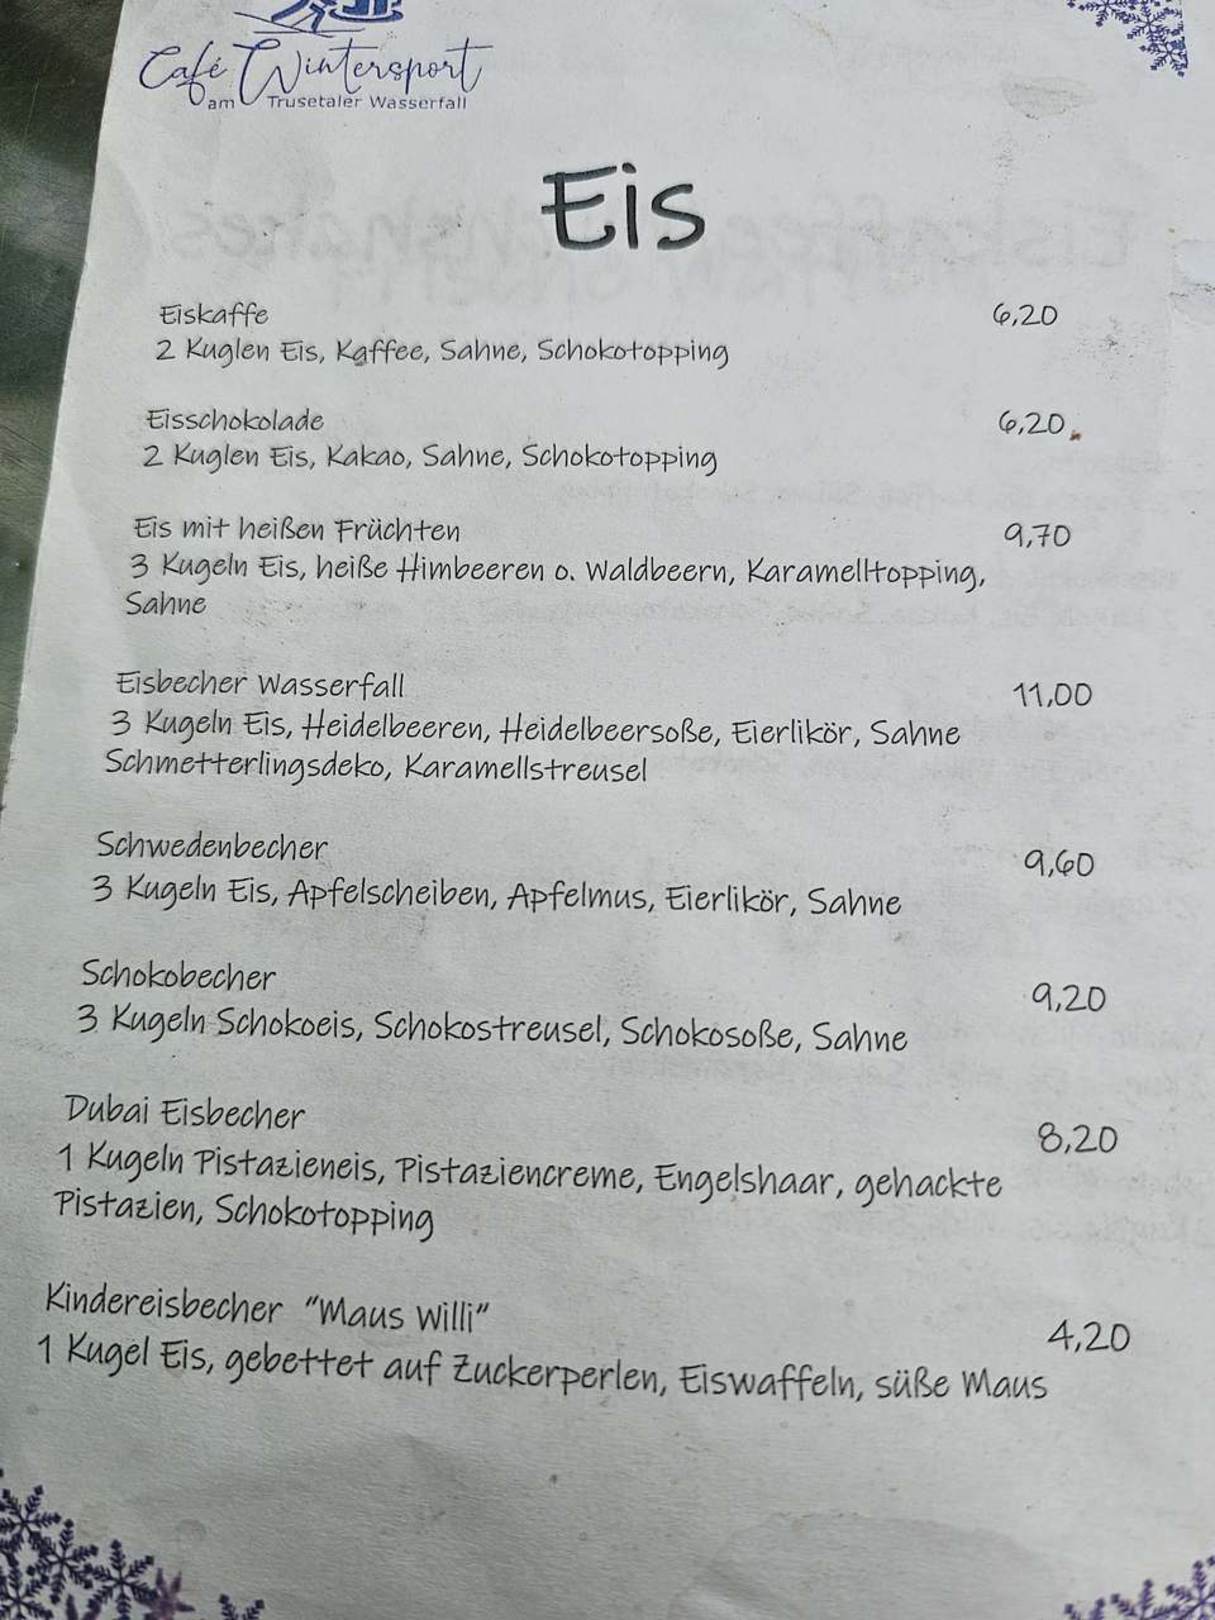 Café Wintersport
am Trusetaler Wasserfall
Eis
Eiskaffe 6,20
2 Kuglen Eis, Kaffee, Sahne, Schokotopping
Eisschokolade 6,20
2 Kuglen Eis, Kakao, Sahne, Schokotopping
Eis mit heißen Früchten 9,70
3 Kugeln Eis, heiße Himbeeren o. Waldbeern, Karamelltopping,
Sahne
Eisbecher Wasserfall 11,00
3 Kugeln Eis, Heidelbeeren, Heidelbeersoße, Eierlikör, Sahne
Schmetterlingsdeko, Karamellstreusel
Schwedenbecher 9,60
3 Kugeln Eis, Apfelscheiben, Apfelmus, Eierlikör, Sahne
Schokobecher 9,20
3 Kugeln Schokoeis, Schokostreusel, Schokosoße, Sahne
Dubai Eisbecher 8,20
1 Kugeln Pistazieneis, Pistaziencreme, Engelshaar, gehackte
Pistazien, Schokotopping
Kindereisbecher "Maus Willi" 4,20
1 Kugel Eis, gebettet auf Zuckerperlen, Eiswaffeln, süße Maus